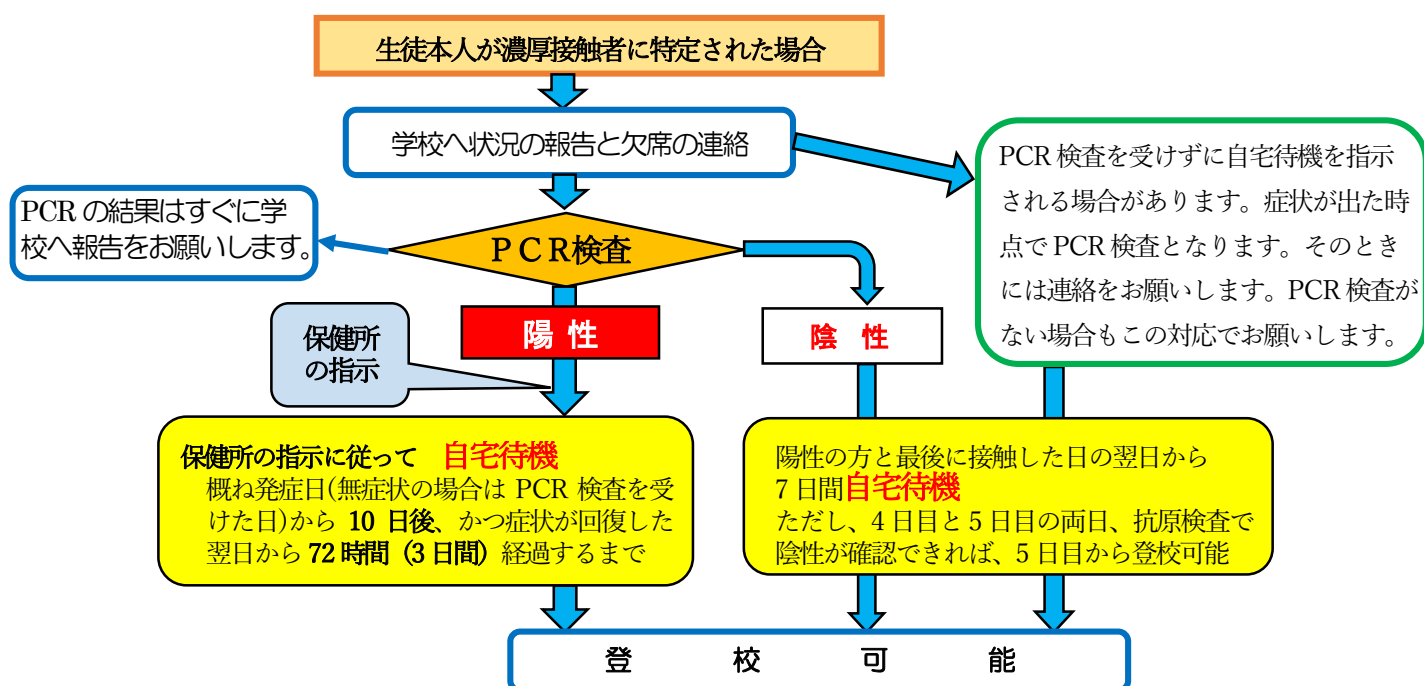 生徒本人が濃厚接触者に特定された場合
学校へ状況の報告と欠席の連絡
PCR 検査を受けずに自宅待機を指示
される場合があります。症状が出た時
点で PCR 検査となります。そのとき
には連絡をお願いします。PCR 検査が
ない場合もこの対応でお願いします。
PCR の結果はすぐに学
校へ報告をお願いします。
ＰＣＲ検査
陽 性
陰 性
保健所
の指示
保健所の指示に従って 自宅待機
概ね発症日(無症状の場合は PCR 検査を受
けた日)から 10 日後、かつ症状が回復した
翌日から 72 時間（3 日間）経過するまで
陽性の方と最後に接触した日の翌日から
7 日間自宅待機
ただし、4 日目と 5 日目の両日、抗原検査で
陰性が確認できれば、5 日目から登校可能
登 校 可 能